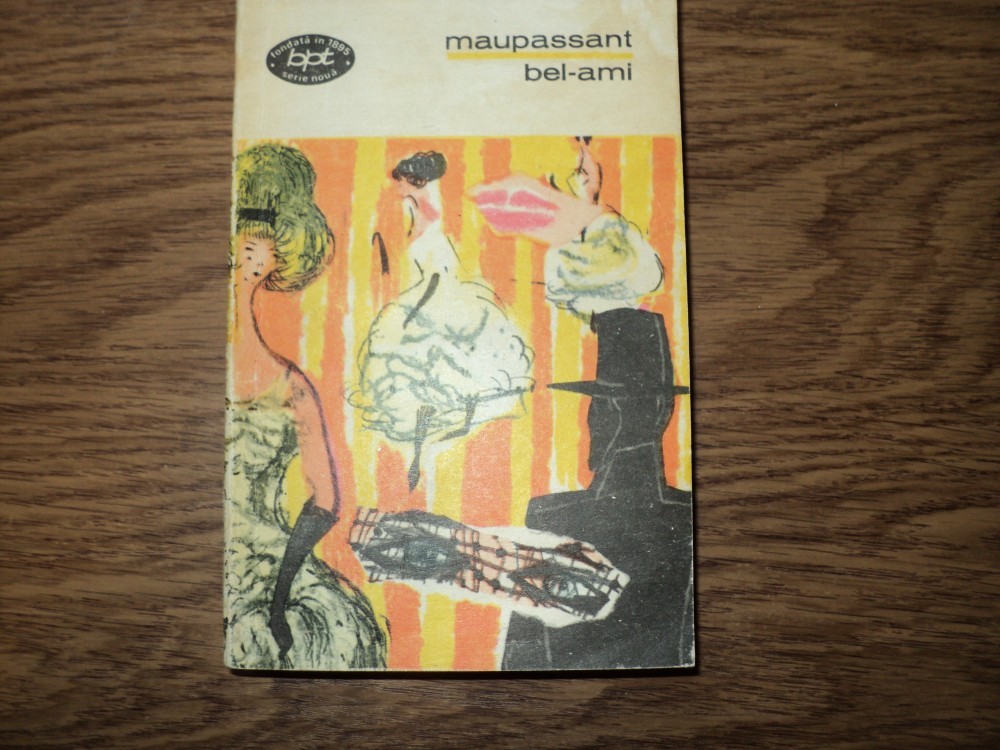 fondată în 1895
bpt
serie nouă
maupassant
bel-ami